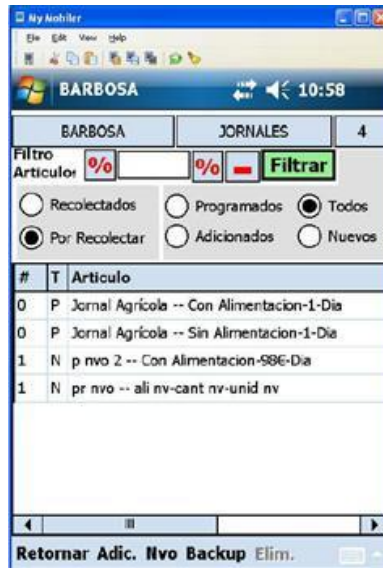 My Mobiler
File Edit View Help
BARBOSA 10:58
BARBOSA JORNALES 4
Filtro Articulos % % - Filtrar
Recolectados Programados Todos
Por Recolectar Adicionados Nuevos
# T Articulo
0 P Jornal Agrícola -- Con Alimentacion-1-Dia
0 P Jornal Agrícola -- Sin Alimentacion-1-Dia
1 N p nvo 2 -- Con Alimentacion-98€-Dia
1 N pr nvo -- ali nv-cant nv-unid nv
Retornar Adic. Nvo Backup Elim.